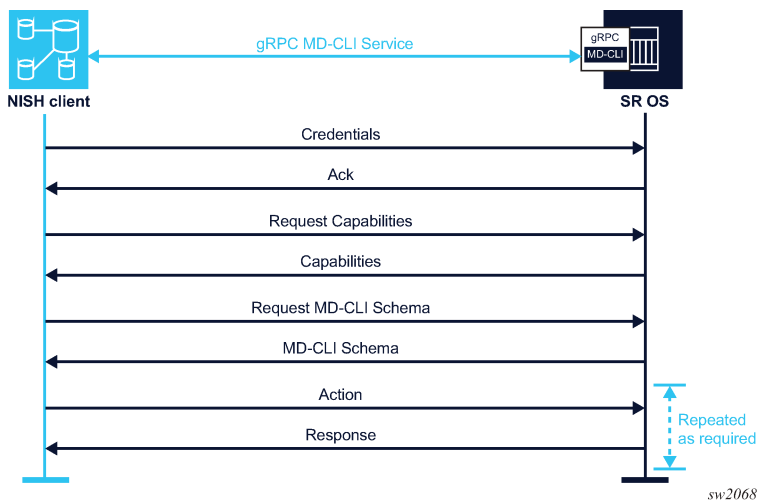 gRPC MD-CLI Service
gRPC
MD-CLI
NISH client
SR OS
Credentials
Ack
Request Capabilities
Capabilities
Request MD-CLI Schema
MD-CLI Schema
Action
Response
Repeated
as required
sw2068